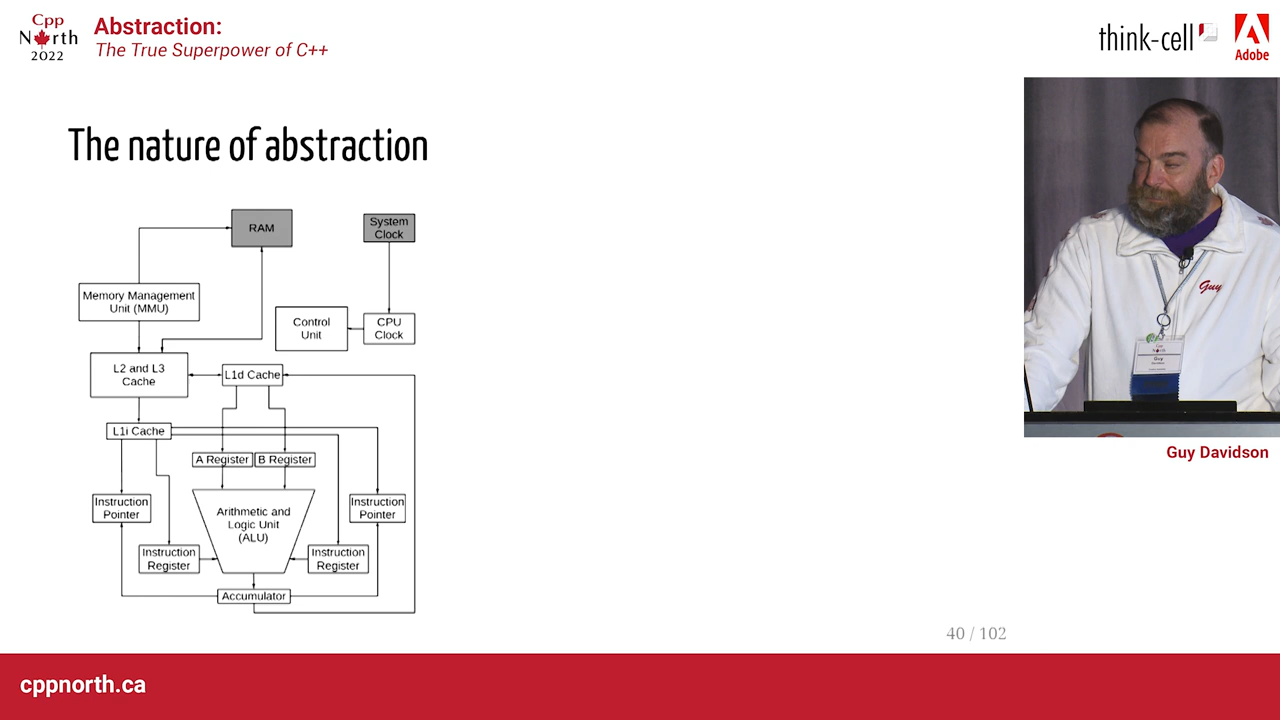 Cpp
North
2022
Abstraction:
The True Superpower of C++
think-cell
Adobe
The nature of abstraction
RAM
System
Clock
Memory Management
Unit (MMU)
Control
Unit
CPU
Clock
L2 and L3
Cache
L1d Cache
L1i Cache
A Register
B Register
Instruction
Pointer
Arithmetic and
Logic Unit
(ALU)
Instruction
Pointer
Instruction
Register
Instruction
Register
Accumulator
Guy
Guy
Guy Davidson
40 / 102
cppnorth.ca